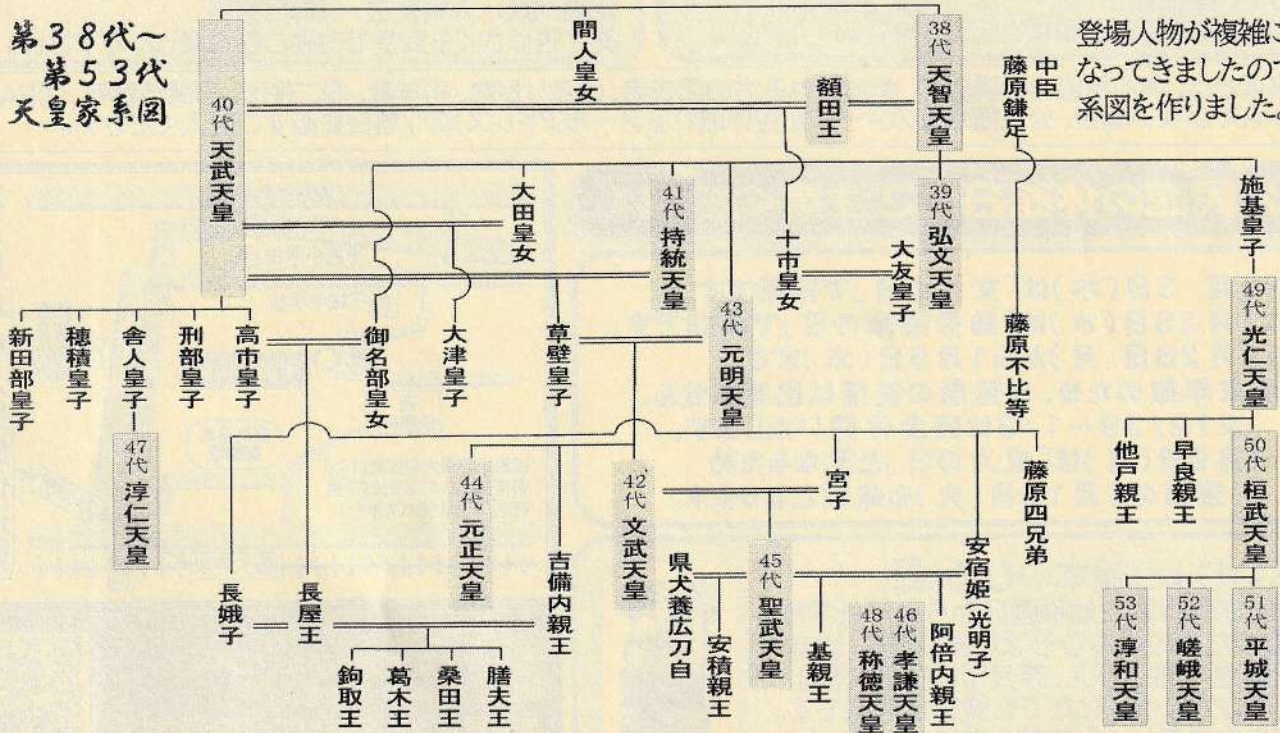 第３８代～
第５３代
天皇家系図
登場人物が複雑に
なってきましたので
系図を作りました。
間人皇女
38代 天智天皇
中臣
藤原鎌足
額田王
40代 天武天皇
大田皇女
41代 持統天皇
39代 弘文天皇
大友皇子
十市皇女
43代 元明天皇
施基皇子
49代 光仁天皇
新田部皇子
穂積皇子
舎人皇子
刑部皇子
高市皇子
御名部皇女
大津皇子
草壁皇子
藤原不比等
47代 淳仁天皇
44代 元正天皇
42代 文武天皇
宮子
藤原四兄弟
他戸親王
早良親王
50代 桓武天皇
長娥子
長屋王
吉備内親王
県犬養広刀自
45代 聖武天皇
安宿姫(光明子)
安積親王
基親王
48代 称徳天皇
46代 孝謙天皇
阿倍内親王
53代 淳和天皇
52代 嵯峨天皇
51代 平城天皇
鉤取王
葛木王
桑田王
膳夫王